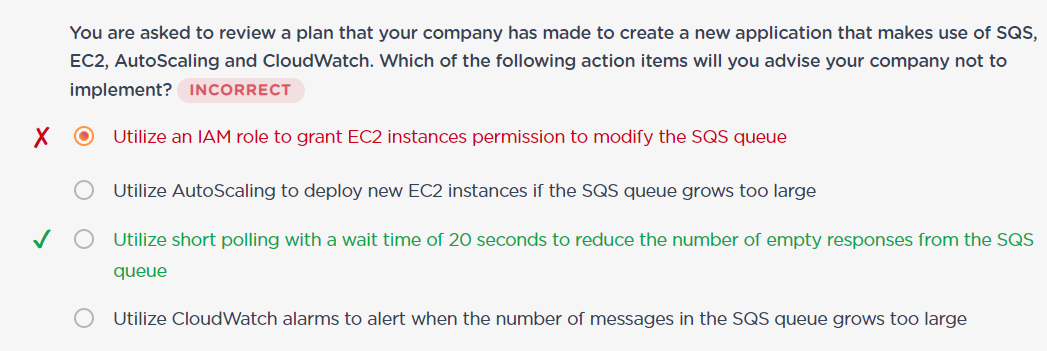 You are asked to review a plan that your company has made to create a new application that makes use of SQS,
EC2, AutoScaling and CloudWatch. Which of the following action items will you advise your company not to
implement? INCORRECT
✗ Utilize an IAM role to grant EC2 instances permission to modify the SQS queue
Utilize AutoScaling to deploy new EC2 instances if the SQS queue grows too large
✓ Utilize short polling with a wait time of 20 seconds to reduce the number of empty responses from the SQS
queue
Utilize CloudWatch alarms to alert when the number of messages in the SQS queue grows too large